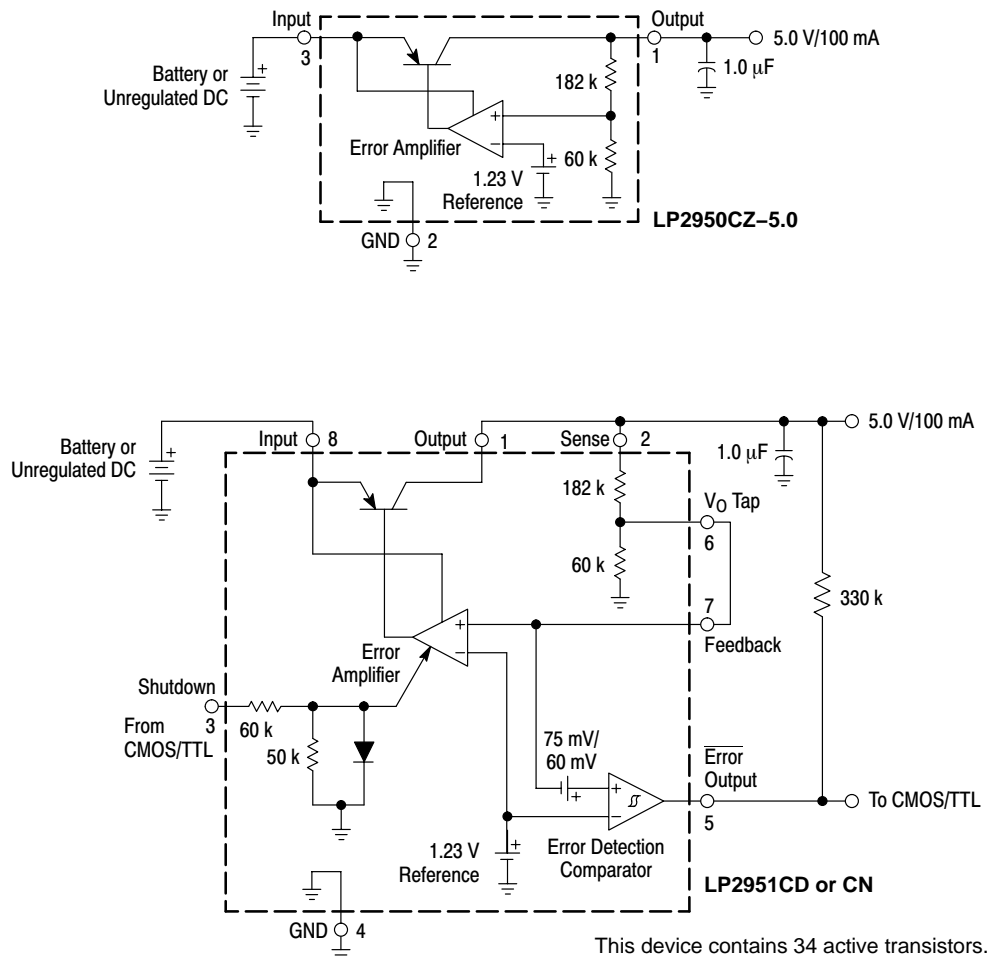 Input
3
Output
1
5.0 V/100 mA
Battery or
Unregulated DC
+
182 k
1.0 µF
+
−
Error Amplifier
60 k
+
1.23 V
Reference
GND 2
LP2950CZ–5.0
Battery or
Unregulated DC
+
Input 8
Output 1
Sense 2
5.0 V/100 mA
1.0 µF
182 k
VO Tap
6
60 k
330 k
7
Feedback
+
−
Error
Amplifier
Shutdown
3
From
CMOS/TTL
60 k
50 k
75 mV/
60 mV
+
+
−
Error
Output
5
To CMOS/TTL
1.23 V
Reference
+
Error Detection
Comparator
LP2951CD or CN
GND 4
This device contains 34 active transistors.